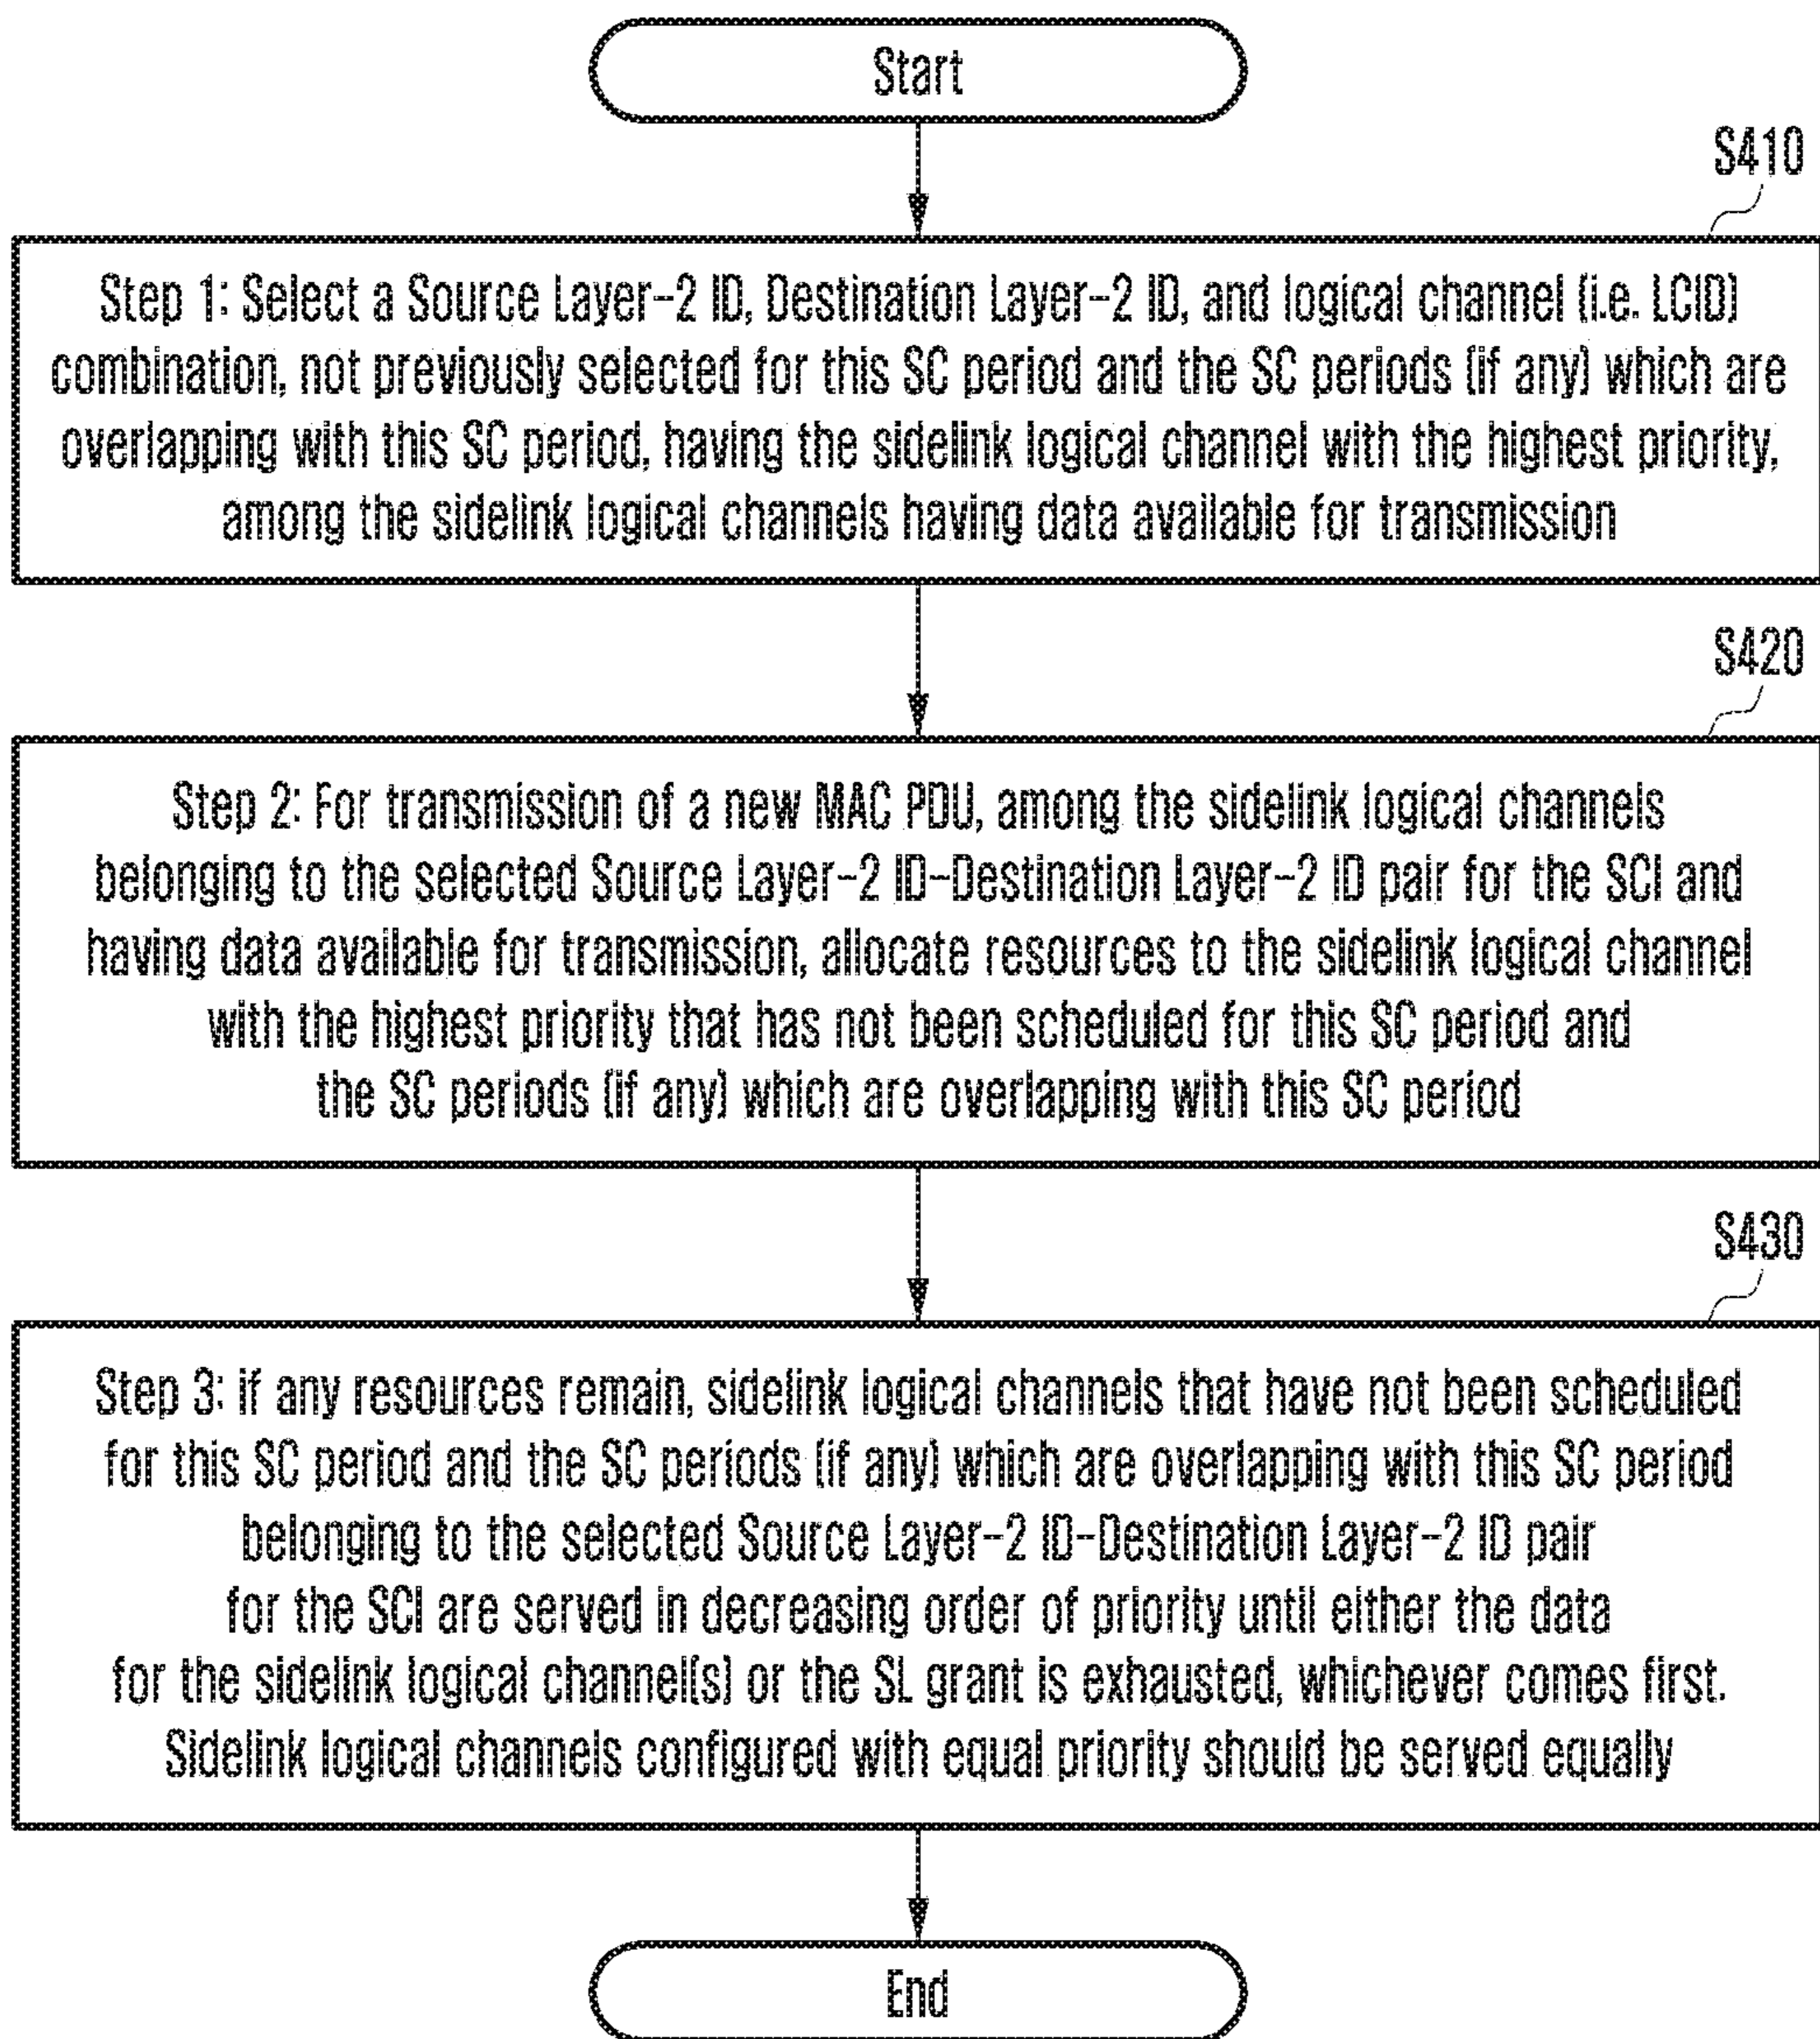 Start
S410
Step 1: Select a Source Layer-2 ID, Destination Layer-2 ID, and logical channel (i.e. LCID)
combination, not previously selected for this SC period and the SC periods (if any) which are
overlapping with this SC period, having the sidelink logical channel with the highest priority,
among the sidelink logical channels having data available for transmission
S420
Step 2: For transmission of a new MAC PDU, among the sidelink logical channels
belonging to the selected Source Layer-2 ID-Destination Layer-2 ID pair for the SCI and
having data available for transmission, allocate resources to the sidelink logical channel
with the highest priority that has not been scheduled for this SC period and
the SC periods (if any) which are overlapping with this SC period
S430
Step 3: if any resources remain, sidelink logical channels that have not been scheduled
for this SC period and the SC periods (if any) which are overlapping with this SC period
belonging to the selected Source Layer-2 ID-Destination Layer-2 ID pair
for the SCI are served in decreasing order of priority until either the data
for the sidelink logical channel(s) or the SL grant is exhausted, whichever comes first.
Sidelink logical channels configured with equal priority should be served equally
End